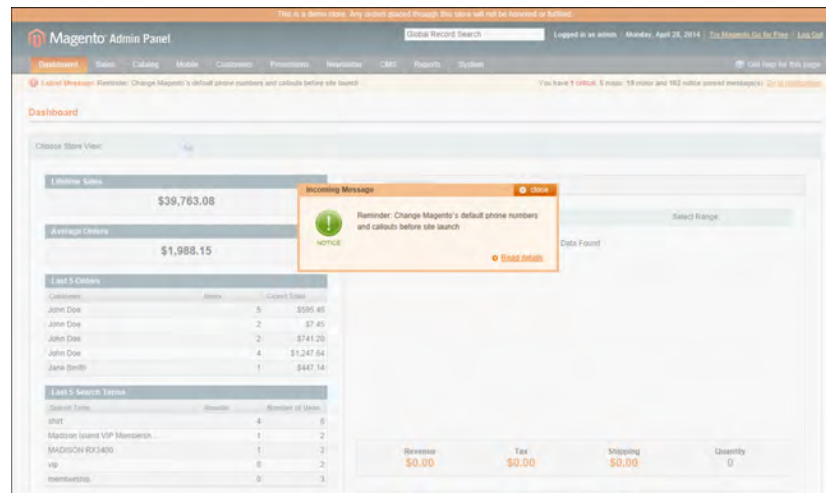 This is a demo store. Any orders placed through this store will not be honored or fulfilled.
Magento Admin Panel
Global Record Search
Logged in as admin | Monday, April 28, 2014 | Try Magento Go for Free | Log Out
Dashboard Sales Catalog Mobile Customers Promotions Newsletter CMS Reports System
Get help for this page
Latest Message: Reminder: Change Magento's default phone numbers and callouts before site launch
You have 1 critical, 5 major, 19 minor and 162 notice unread message(s). Go to notifications
Dashboard
Choose Store View:
Lifetime Sales
$39,763.08
Incoming Message
close
NOTICE
Reminder: Change Magento's default phone numbers
and callouts before site launch
Read details
Select Range:
Data Found
Average Orders
$1,988.15
Last 5 Orders
Customer Items Grand Total
John Doe 5 $595.46
John Doe 2 $7.45
John Doe 2 $741.20
John Doe 4 $1,247.64
Jane Smith 1 $447.14
Last 5 Search Terms
Search Term Results Number of Uses
shirt 4 6
Madison Island VIP Membersh... 1 2
MADISON RX3400 1 2
vip 0 2
membership 0 3
Revenue Tax Shipping Quantity
$0.00 $0.00 $0.00 0